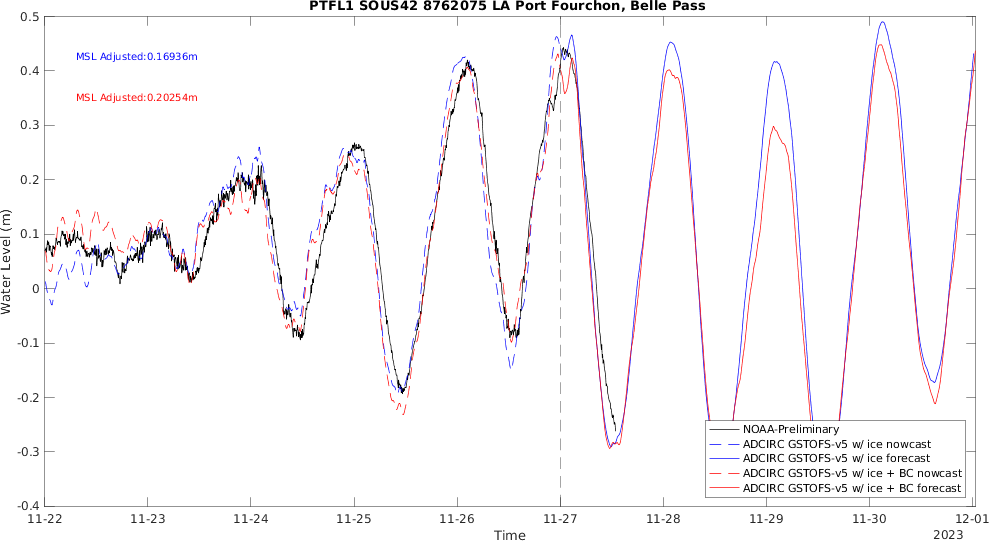 PTFL1 SOUS42 8762075 LA Port Fourchon, Belle Pass
MSL Adjusted:0.16936m
MSL Adjusted:0.20254m
Water Level (m)
0.5
0.4
0.3
0.2
0.1
0
-0.1
-0.2
-0.3
-0.4
NOAA-Preliminary
ADCIRC GSTOFS-v5 w/ ice nowcast
ADCIRC GSTOFS-v5 w/ ice forecast
ADCIRC GSTOFS-v5 w/ ice + BC nowcast
ADCIRC GSTOFS-v5 w/ ice + BC forecast
11-22 11-23 11-24 11-25 11-26 11-27 11-28 11-29 11-30 12-01
Time
2023